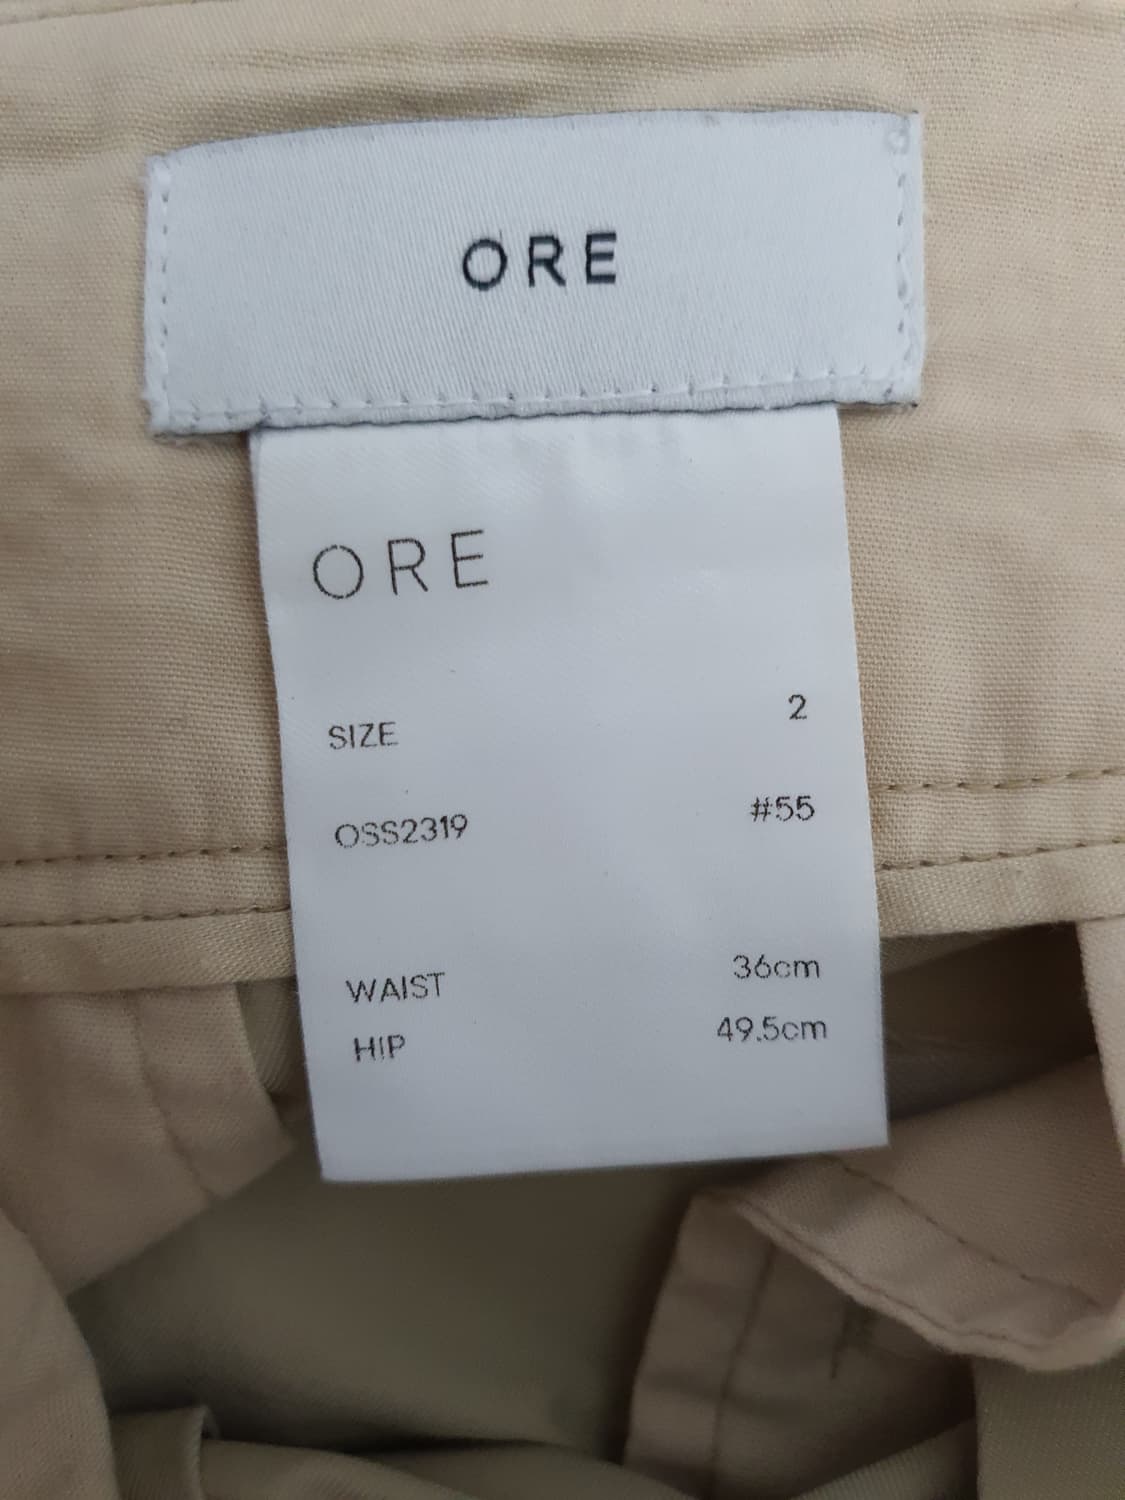 ORE
ORE
SIZE 2
OSS2319 #55
WAIST 36cm
HIP 49.5cm